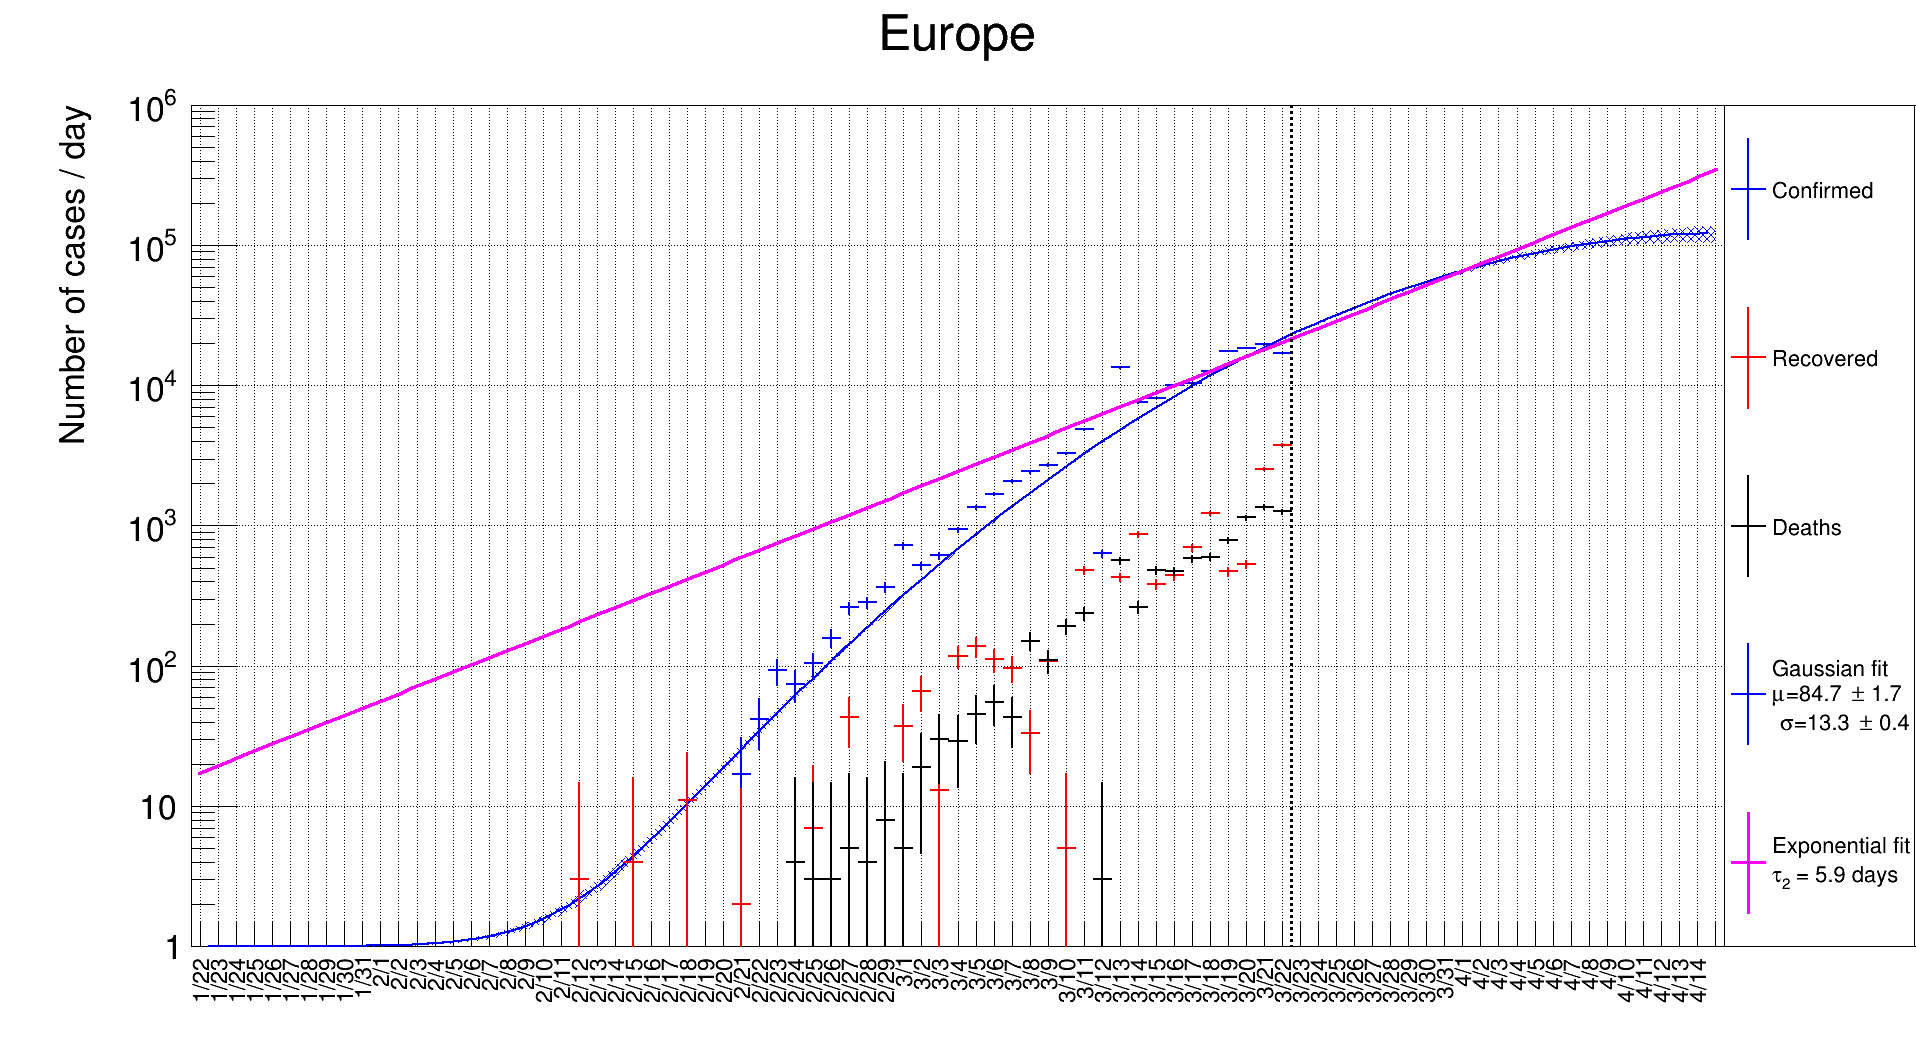 Europe
Number of cases / day
10⁶
10⁵
10⁴
10³
10²
10
1
1/22 1/23 1/24 1/25 1/26 1/27 1/28 1/29 1/30 1/31 2/1 2/2 2/3 2/4 2/5 2/6 2/7 2/8 2/9 2/10 2/11 2/12 2/13 2/14 2/15 2/16 2/17 2/18 2/19 2/20 2/21 2/22 2/23 2/24 2/25 2/26 2/27 2/28 2/29 3/1 3/2 3/3 3/4 3/5 3/6 3/7 3/8 3/9 3/10 3/11 3/12 3/13 3/14 3/15 3/16 3/17 3/18 3/19 3/20 3/21 3/22 3/23 3/24 3/25 3/26 3/27 3/28 3/29 3/30 3/31 4/1 4/2 4/3 4/4 4/5 4/6 4/7 4/8 4/9 4/10 4/11 4/12 4/13 4/14
Confirmed
Recovered
Deaths
Gaussian fit
μ=84.7 ± 1.7
σ=13.3 ± 0.4
Exponential fit
τ₂ = 5.9 days